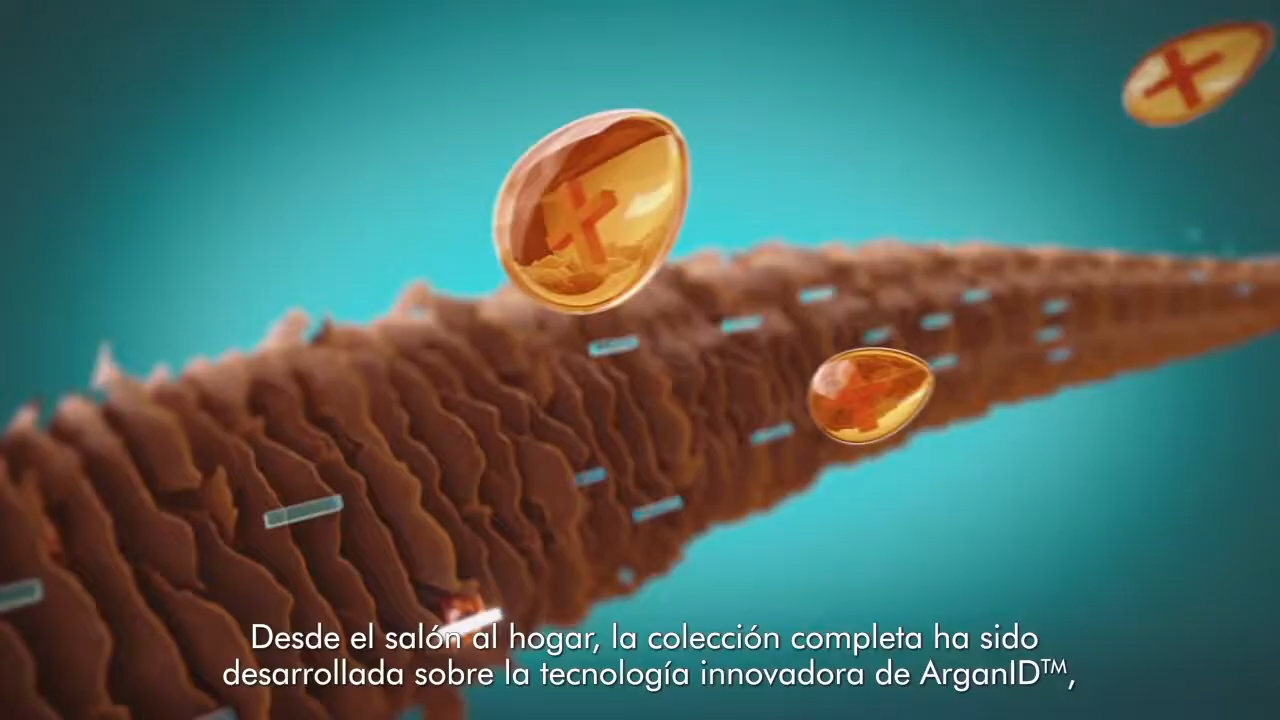 Desde el salón al hogar, la colección completa ha sido
desarrollada sobre la tecnología innovadora de ArganID™,